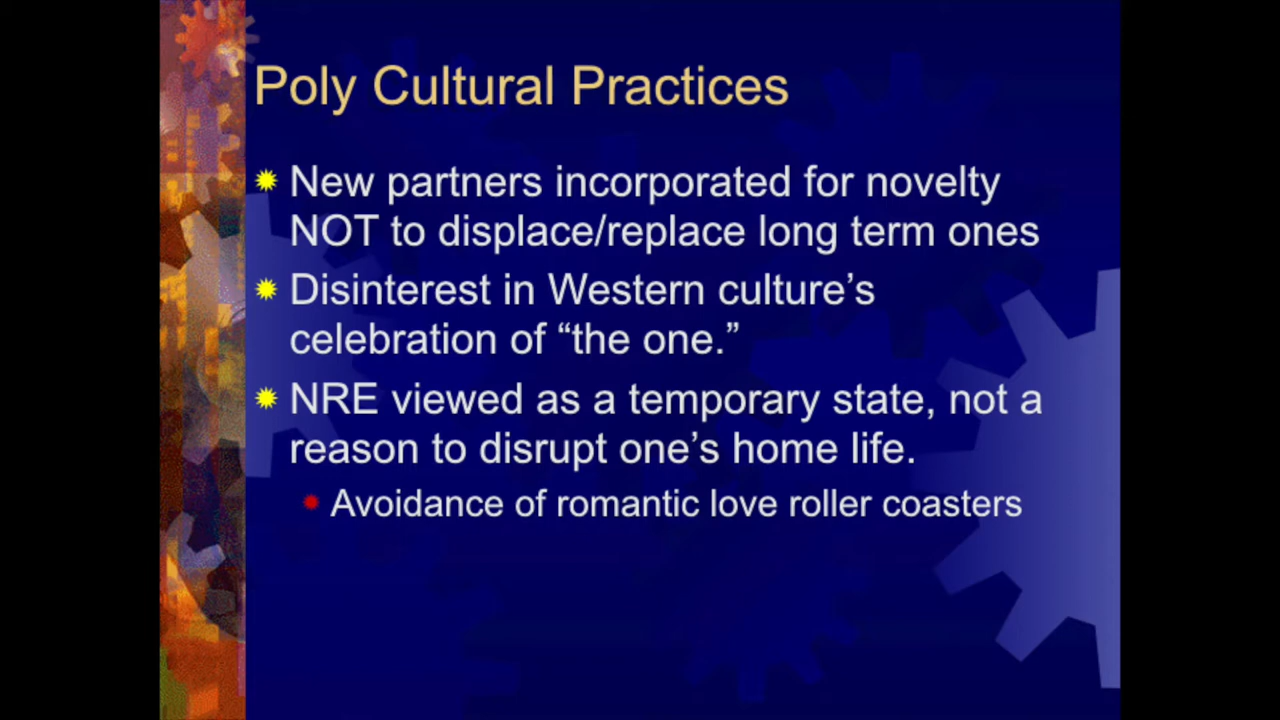 Poly Cultural Practices
New partners incorporated for novelty
NOT to displace/replace long term ones
Disinterest in Western culture’s
celebration of “the one.”
NRE viewed as a temporary state, not a
reason to disrupt one’s home life.
Avoidance of romantic love roller coasters